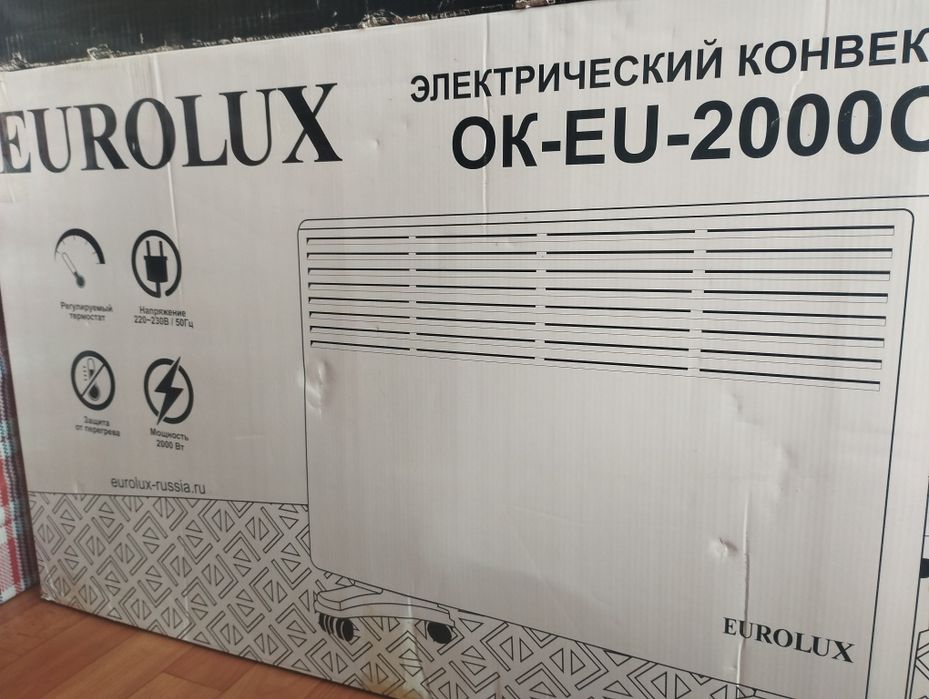 EUROLUX
ЭЛЕКТРИЧЕСКИЙ КОНВЕК
ОК-EU-2000
Регулируемый
термостат
Напряжение
220~230В / 50Гц
Защита
от перегрева
Мощность
2000 Вт
eurolux-russia.ru
EUROLUX